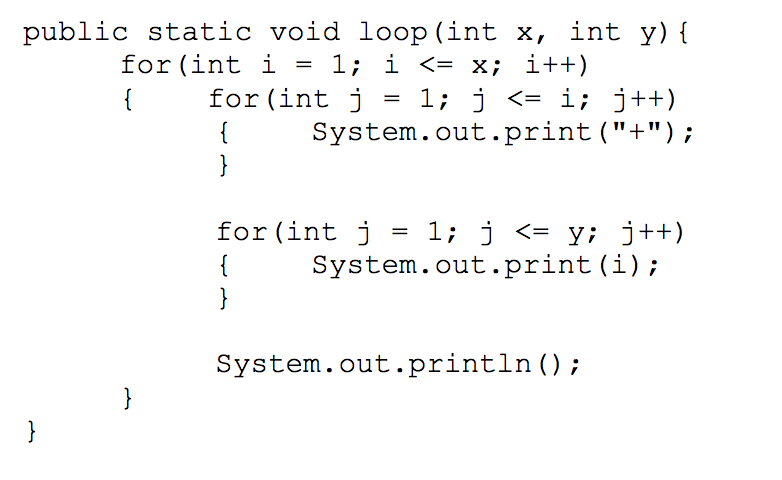 public static void loop(int x, int y){
for(int i = 1; i <= x; i++)
{ for(int j = 1; j <= i; j++)
{ System.out.print("+");
}
for(int j = 1; j <= y; j++)
{ System.out.print(i);
}
System.out.println();
}
}